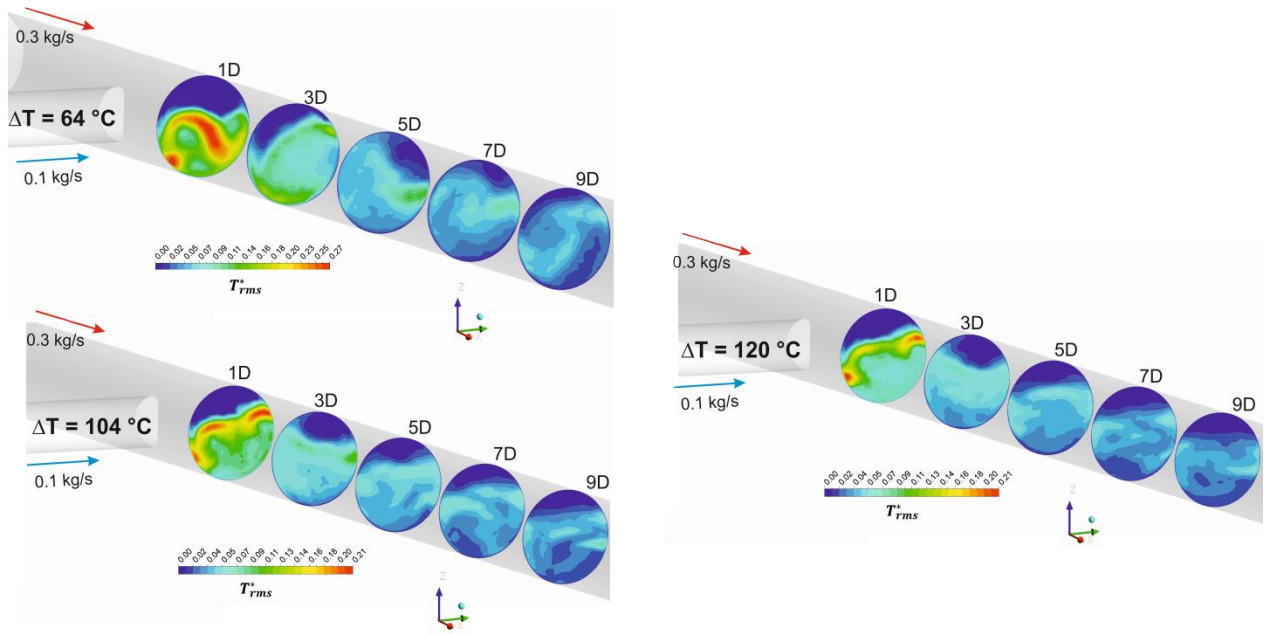 0.3 kg/s
1D
3D
ΔT = 64 °C
5D
7D
0.1 kg/s
9D
0.00 0.02 0.05 0.07 0.09 0.11 0.14 0.16 0.18 0.20 0.23 0.25 0.27
T*rms
Z
X
0.3 kg/s
1D
3D
ΔT = 104 °C
5D
0.1 kg/s
7D
9D
0.00 0.02 0.04 0.05 0.07 0.09 0.11 0.13 0.14 0.16 0.18 0.20 0.21
T*rms
Z
X
0.3 kg/s
1D
3D
ΔT = 120 °C
5D
7D
0.1 kg/s
9D
0.00 0.02 0.04 0.05 0.07 0.09 0.11 0.13 0.14 0.16 0.18 0.20 0.21
T*rms
Z
X